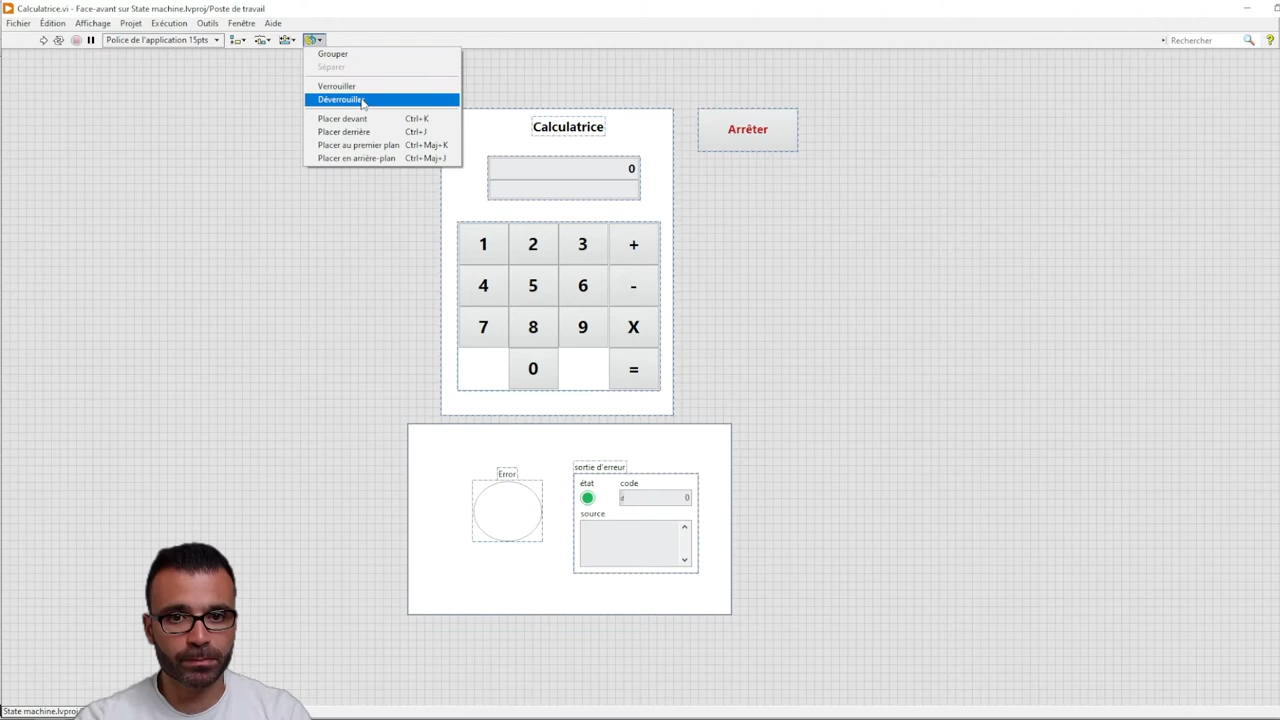 Calculatrice.vi - Face-avant sur State machine.lvproj/Poste de travail
Fichier Édition Affichage Projet Exécution Outils Fenêtre Aide
Police de l'application 15pts
Rechercher
Grouper
Séparer
Verrouiller
Déverrouiller
Placer devant Ctrl+K
Placer derrière Ctrl+J
Placer au premier plan Ctrl+Maj+K
Placer en arrière-plan Ctrl+Maj+J
Calculatrice
Arrêter
0
1 2 3 +
4 5 6 -
7 8 9 X
0 =
Error
sortie d'erreur
état code
d 0
source
State machine.lvproj/